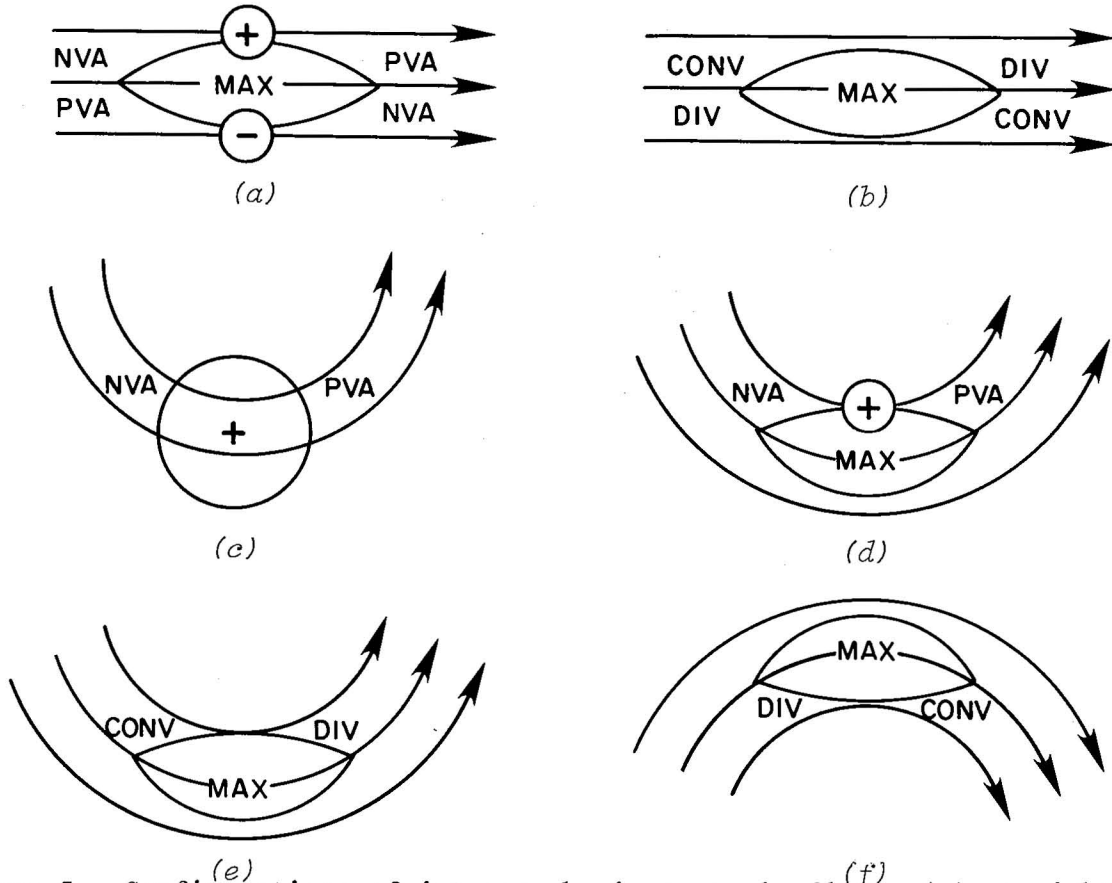 +
NVA PVA
MAX
PVA NVA
-
(a)
CONV DIV
MAX
DIV CONV
(b)
NVA PVA
+
(c)
NVA PVA
+
MAX
(d)
CONV DIV
MAX
(e)
MAX
DIV CONV
(f)